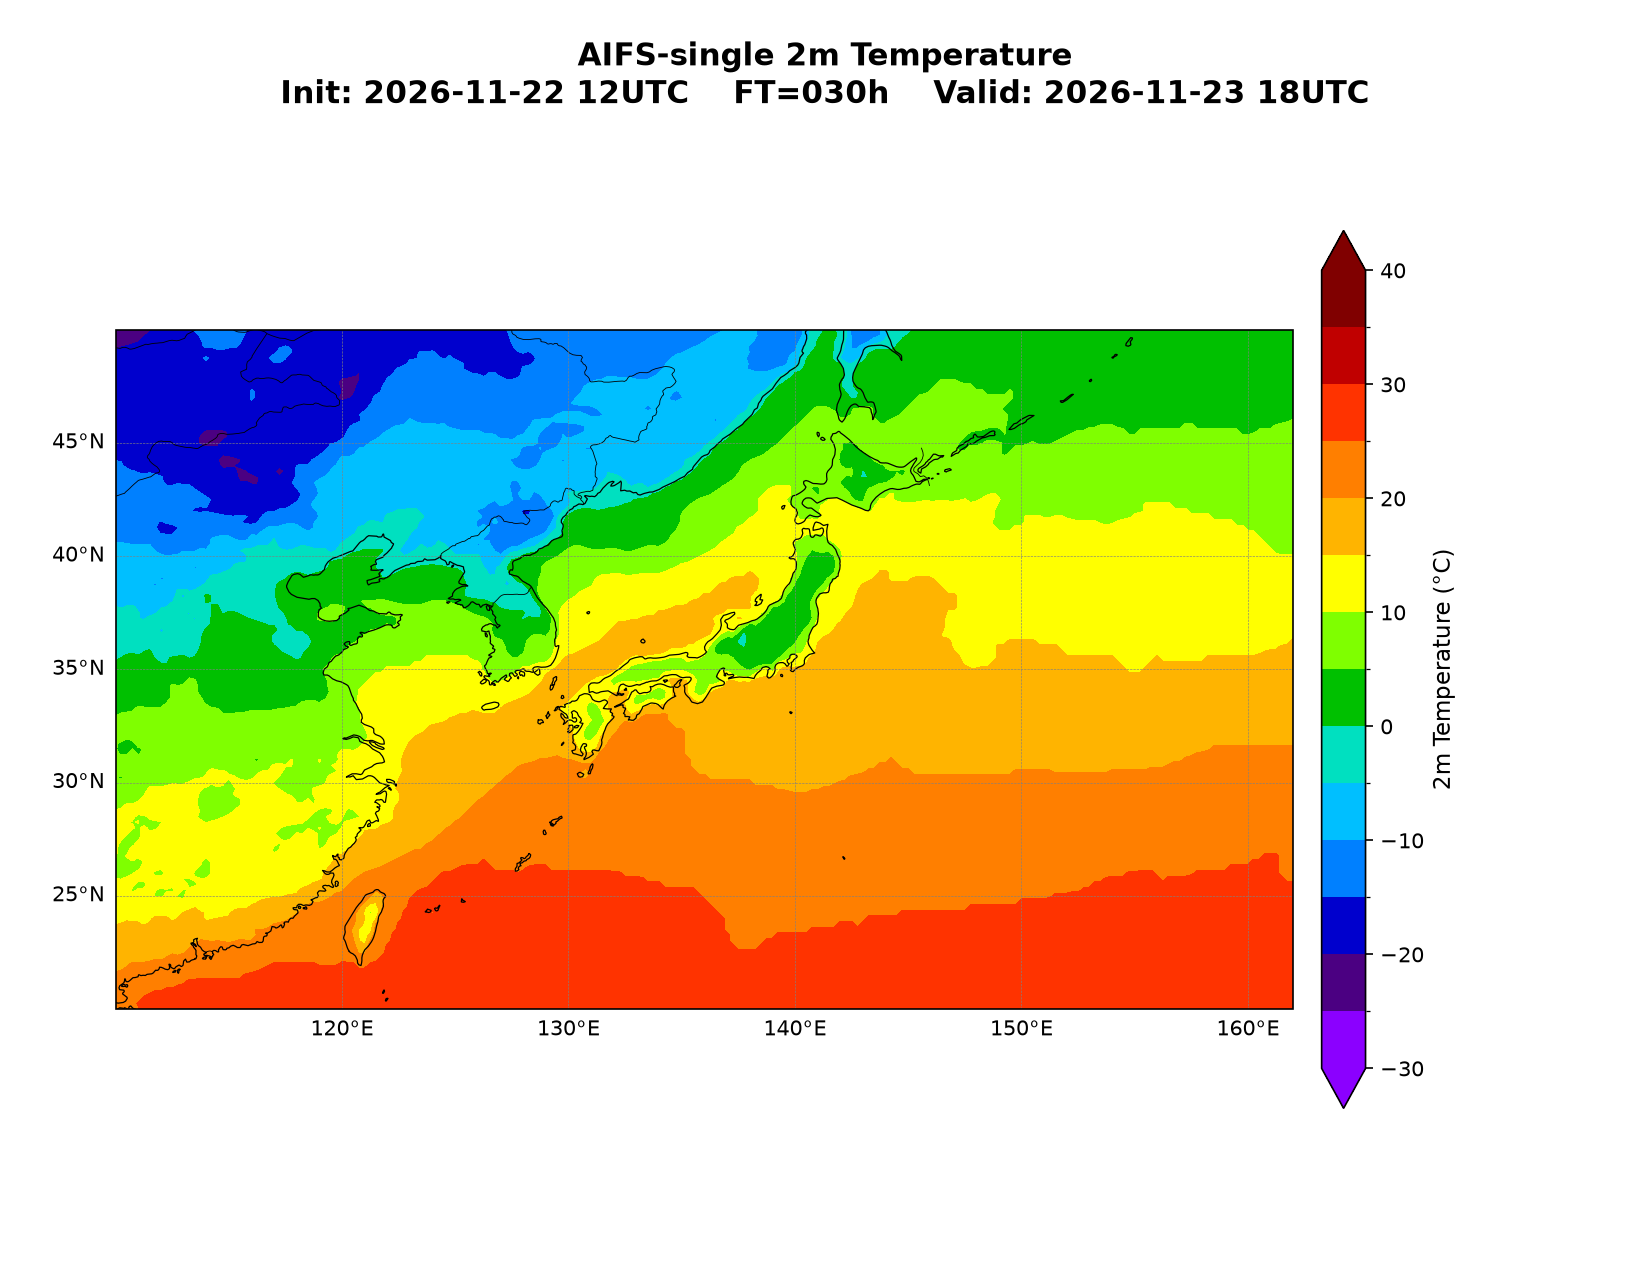 AIFS-single 2m Temperature
Init: 2026-11-22 12UTC    FT=030h    Valid: 2026-11-23 18UTC
45°N
40°N
35°N
30°N
25°N
120°E
130°E
140°E
150°E
160°E
40
30
20
10
0
−10
−20
−30
2m Temperature (°C)